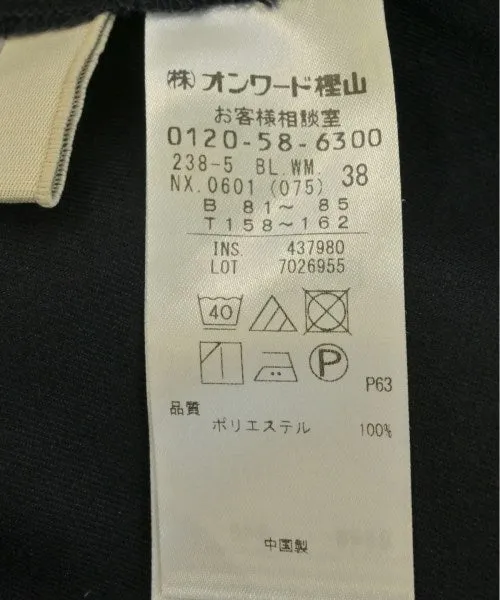 ㈱オンワード樫山
お客様相談室
0120-58-6300
238-5 BL.WM. 38
NX.0601 (075)
B 81～ 85
T 158～162
INS. 437980
LOT 7026955
40
P
P63
品質
ポリエステル 100%
中国製